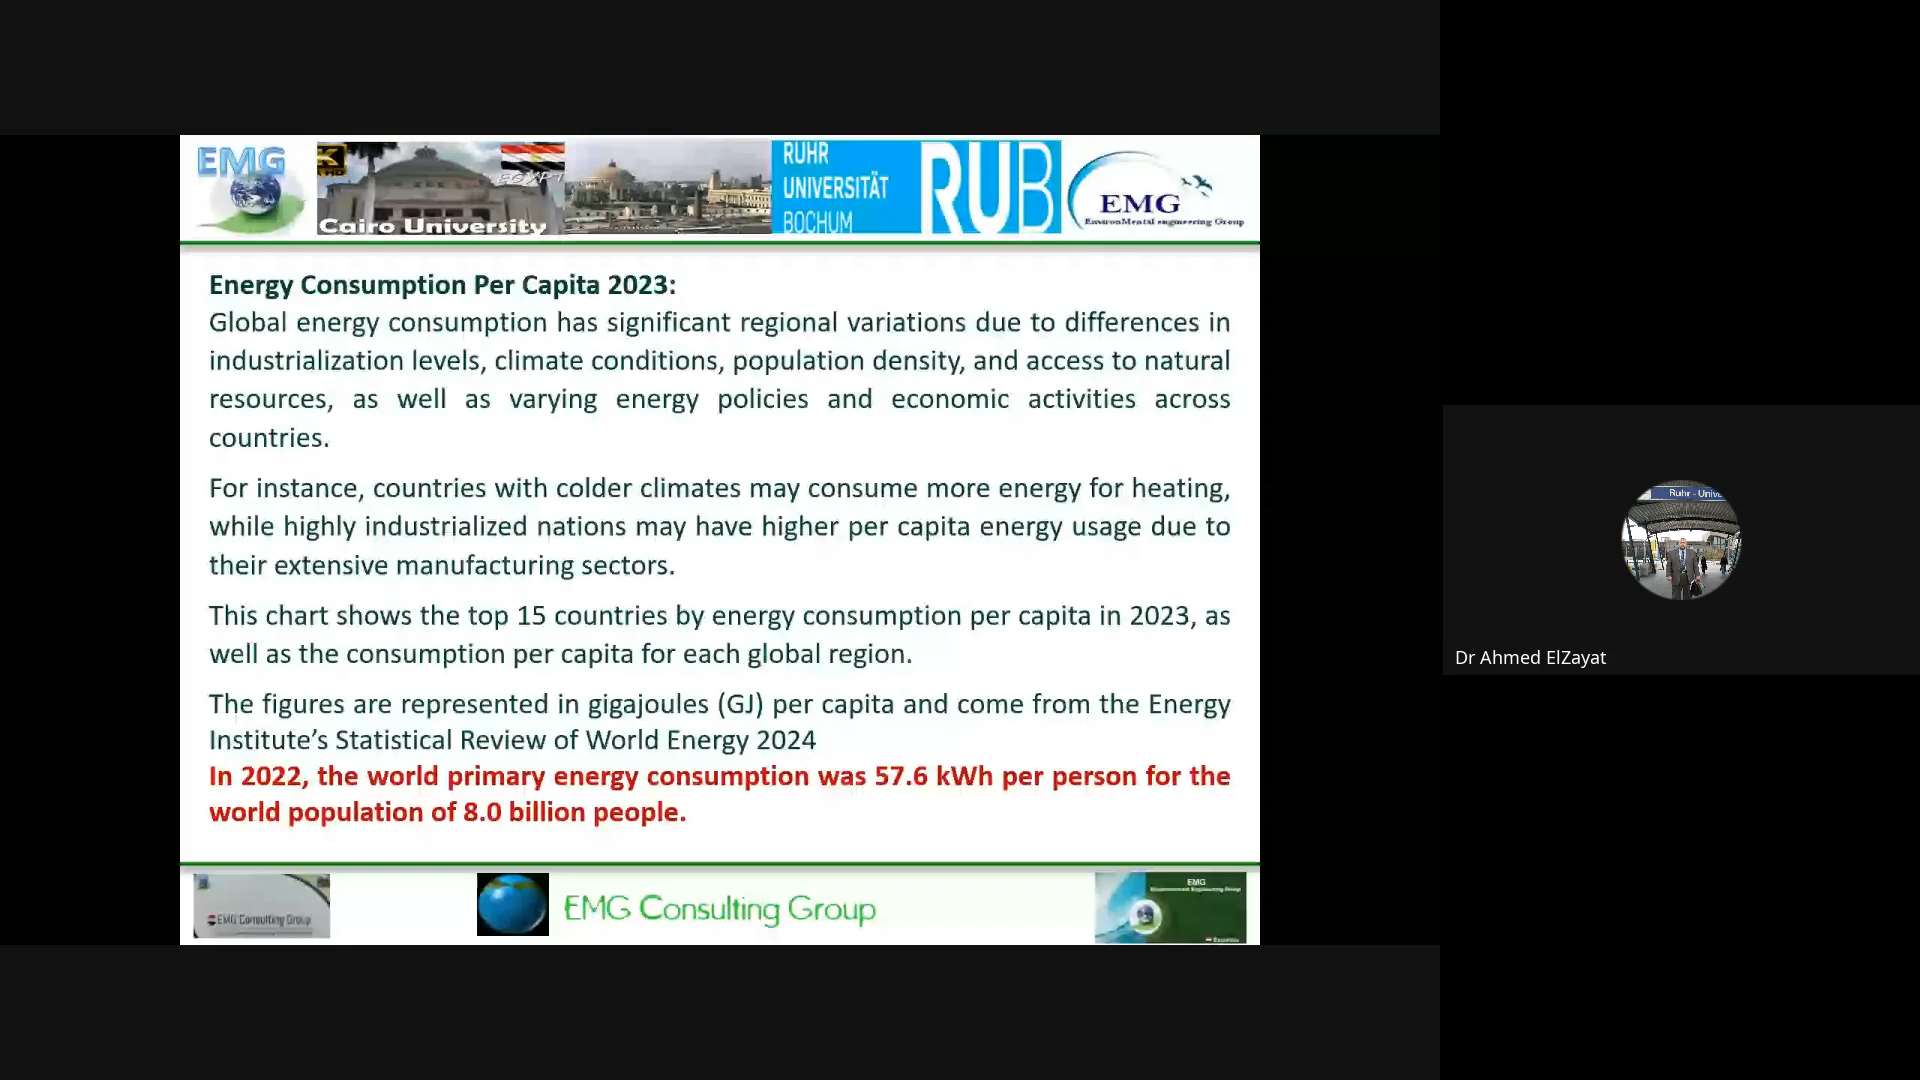 EMG
K
HD
EGYPT
Cairo University
RUHR
UNIVERSITÄT
BOCHUM
RUB
EMG
EnvironMental engineering Group
Energy Consumption Per Capita 2023:
Global energy consumption has significant regional variations due to differences in
industrialization levels, climate conditions, population density, and access to natural
resources, as well as varying energy policies and economic activities across
countries.
For instance, countries with colder climates may consume more energy for heating,
while highly industrialized nations may have higher per capita energy usage due to
their extensive manufacturing sectors.
This chart shows the top 15 countries by energy consumption per capita in 2023, as
well as the consumption per capita for each global region.
The figures are represented in gigajoules (GJ) per capita and come from the Energy
Institute’s Statistical Review of World Energy 2024
In 2022, the world primary energy consumption was 57.6 kWh per person for the
world population of 8.0 billion people.
EMG Consulting Group
EMG Consulting Group
EMG
Ruhr - Unive
Dr Ahmed ElZayat